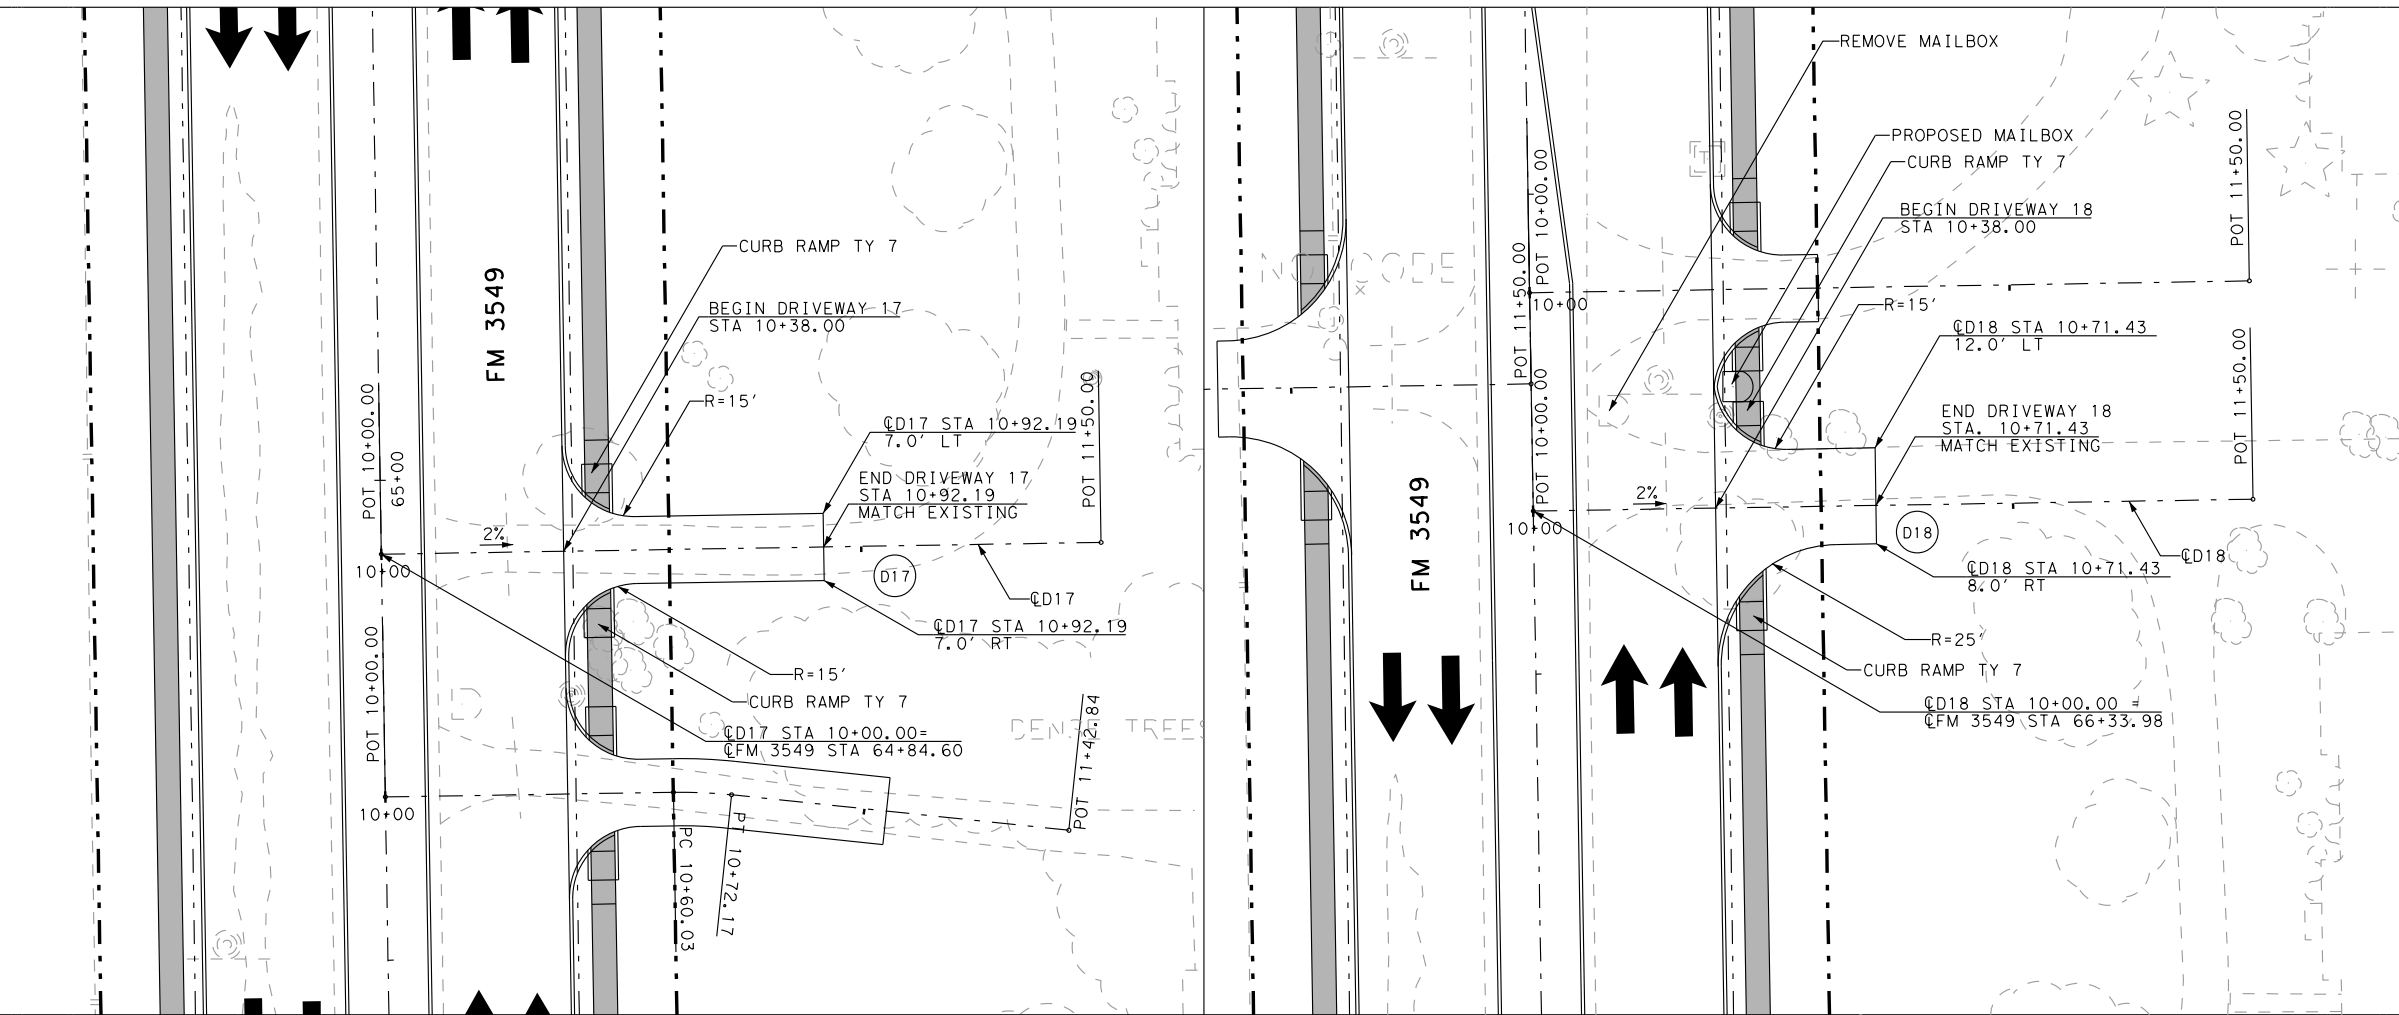 FM 3549
CURB RAMP TY 7
BEGIN DRIVEWAY 17
STA 10+38.00
R=15'
℄D17 STA 10+92.19
7.0' LT
END DRIVEWAY 17
STA 10+92.19
MATCH EXISTING
POT 11+50.00
POT 10+00.00
65+00
2%
10+00
D17
℄D17
℄D17 STA 10+92.19
7.0' RT
R=15'
CURB RAMP TY 7
℄D17 STA 10+00.00=
℄FM 3549 STA 64+84.60
POT 10+00.00
10+00
DENSE TREES
POT 11+42.84
PT 10+72.17
PC 10+60.03
REMOVE MAILBOX
PROPOSED MAILBOX
CURB RAMP TY 7
BEGIN DRIVEWAY 18
STA 10+38.00
POT 11+50.00
POT 10+00.00
POT 11+50.00
10+00
R=15'
℄D18 STA 10+71.43
12.0' LT
END DRIVEWAY 18
STA. 10+71.43
MATCH EXISTING
POT 11+50.00
POT 10+00.00
2%
10+00
D18
℄D18
℄D18 STA 10+71.43
8.0' RT
R=25'
CURB RAMP TY 7
℄D18 STA 10+00.00 =
℄FM 3549 STA 66+33.98
FM 3549